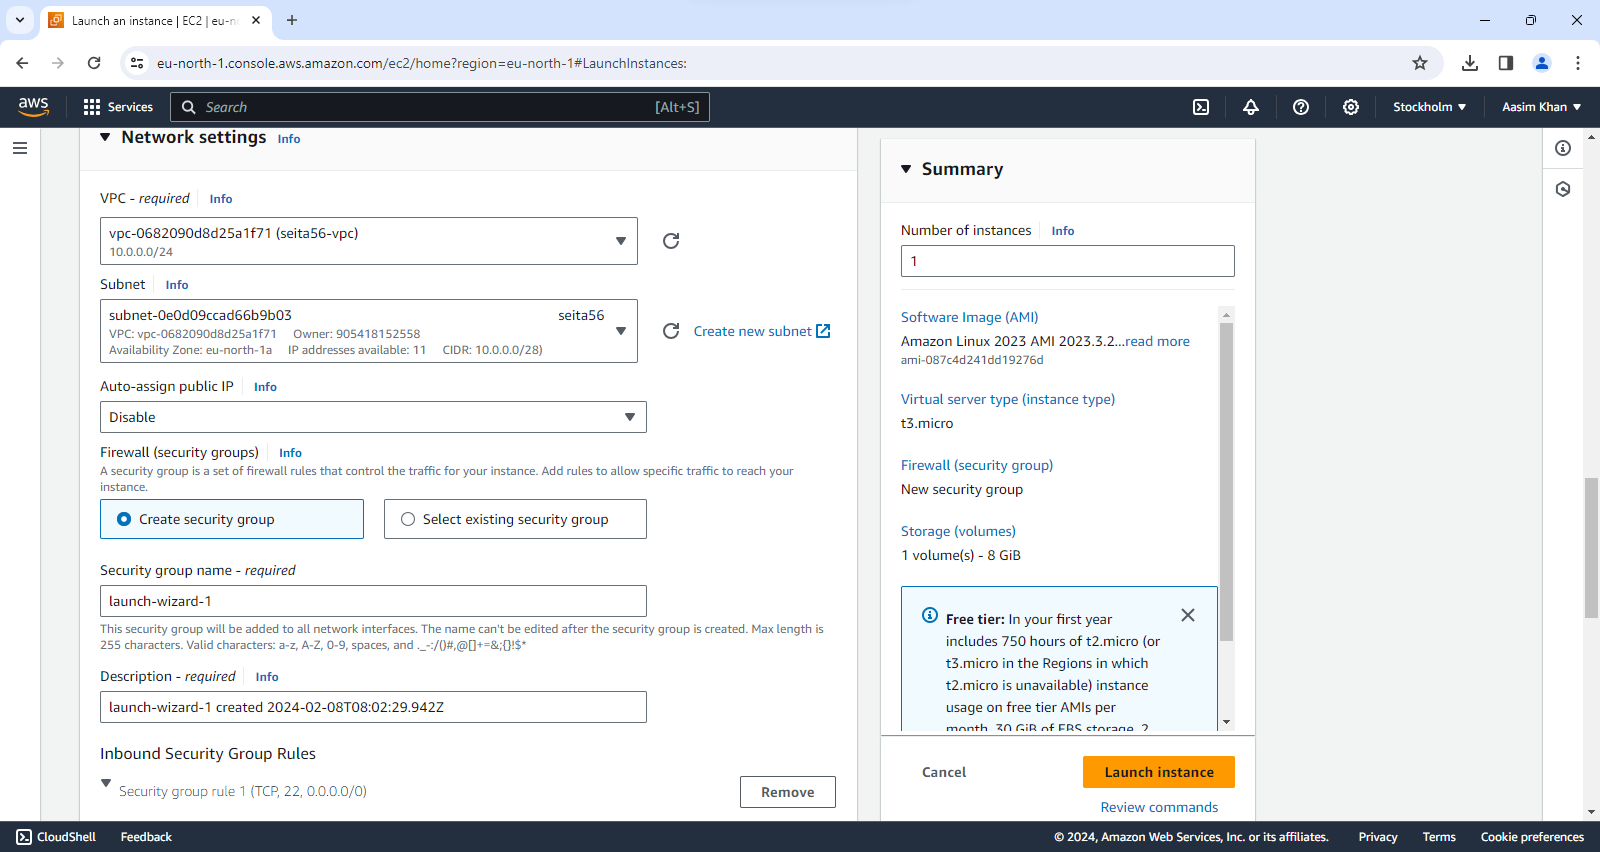 Launch an instance | EC2 | eu-no
eu-north-1.console.aws.amazon.com/ec2/home?region=eu-north-1#LaunchInstances:
aws
Services
Search
[Alt+S]
Stockholm
Aasim Khan
Network settings Info
VPC - required Info
vpc-0682090d8d25a1f71 (seita56-vpc)
10.0.0.0/24
Subnet Info
subnet-0e0d09ccad66b9b03 seita56
VPC: vpc-0682090d8d25a1f71 Owner: 905418152558
Availability Zone: eu-north-1a IP addresses available: 11 CIDR: 10.0.0.0/28)
Create new subnet
Auto-assign public IP Info
Disable
Firewall (security groups) Info
A security group is a set of firewall rules that control the traffic for your instance. Add rules to allow specific traffic to reach your
instance.
Create security group
Select existing security group
Security group name - required
launch-wizard-1
This security group will be added to all network interfaces. The name can't be edited after the security group is created. Max length is
255 characters. Valid characters: a-z, A-Z, 0-9, spaces, and ._-:/()#,@[]+=&;{}!$*
Description - required Info
launch-wizard-1 created 2024-02-08T08:02:29.942Z
Inbound Security Group Rules
Security group rule 1 (TCP, 22, 0.0.0.0/0)
Remove
Summary
Number of instances Info
1
Software Image (AMI)
Amazon Linux 2023 AMI 2023.3.2...read more
ami-087c4d241dd19276d
Virtual server type (instance type)
t3.micro
Firewall (security group)
New security group
Storage (volumes)
1 volume(s) - 8 GiB
Free tier: In your first year
includes 750 hours of t2.micro (or
t3.micro in the Regions in which
t2.micro is unavailable) instance
usage on free tier AMIs per
month, 30 GiB of EBS storage, 2
Cancel
Launch instance
Review commands
CloudShell
Feedback
© 2024, Amazon Web Services, Inc. or its affiliates.
Privacy
Terms
Cookie preferences